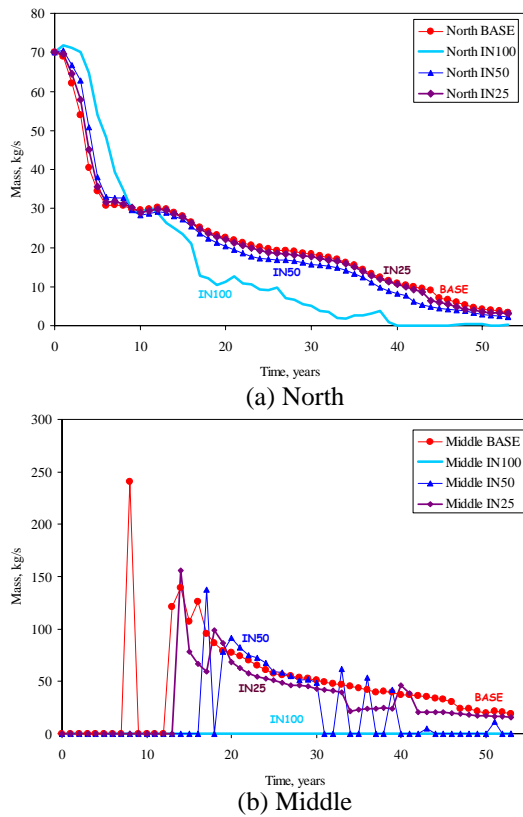 80
70
60
50
40
30
20
10
0
Mass, kg/s
North BASE
North IN100
North IN50
North IN25
IN100
IN50
IN25
BASE
0 10 20 30 40 50
Time, years
(a) North
300
250
200
150
100
50
0
Mass, kg/s
Middle BASE
Middle IN100
Middle IN50
Middle IN25
IN50
IN25
IN100
BASE
0 10 20 30 40 50
Time, years
(b) Middle